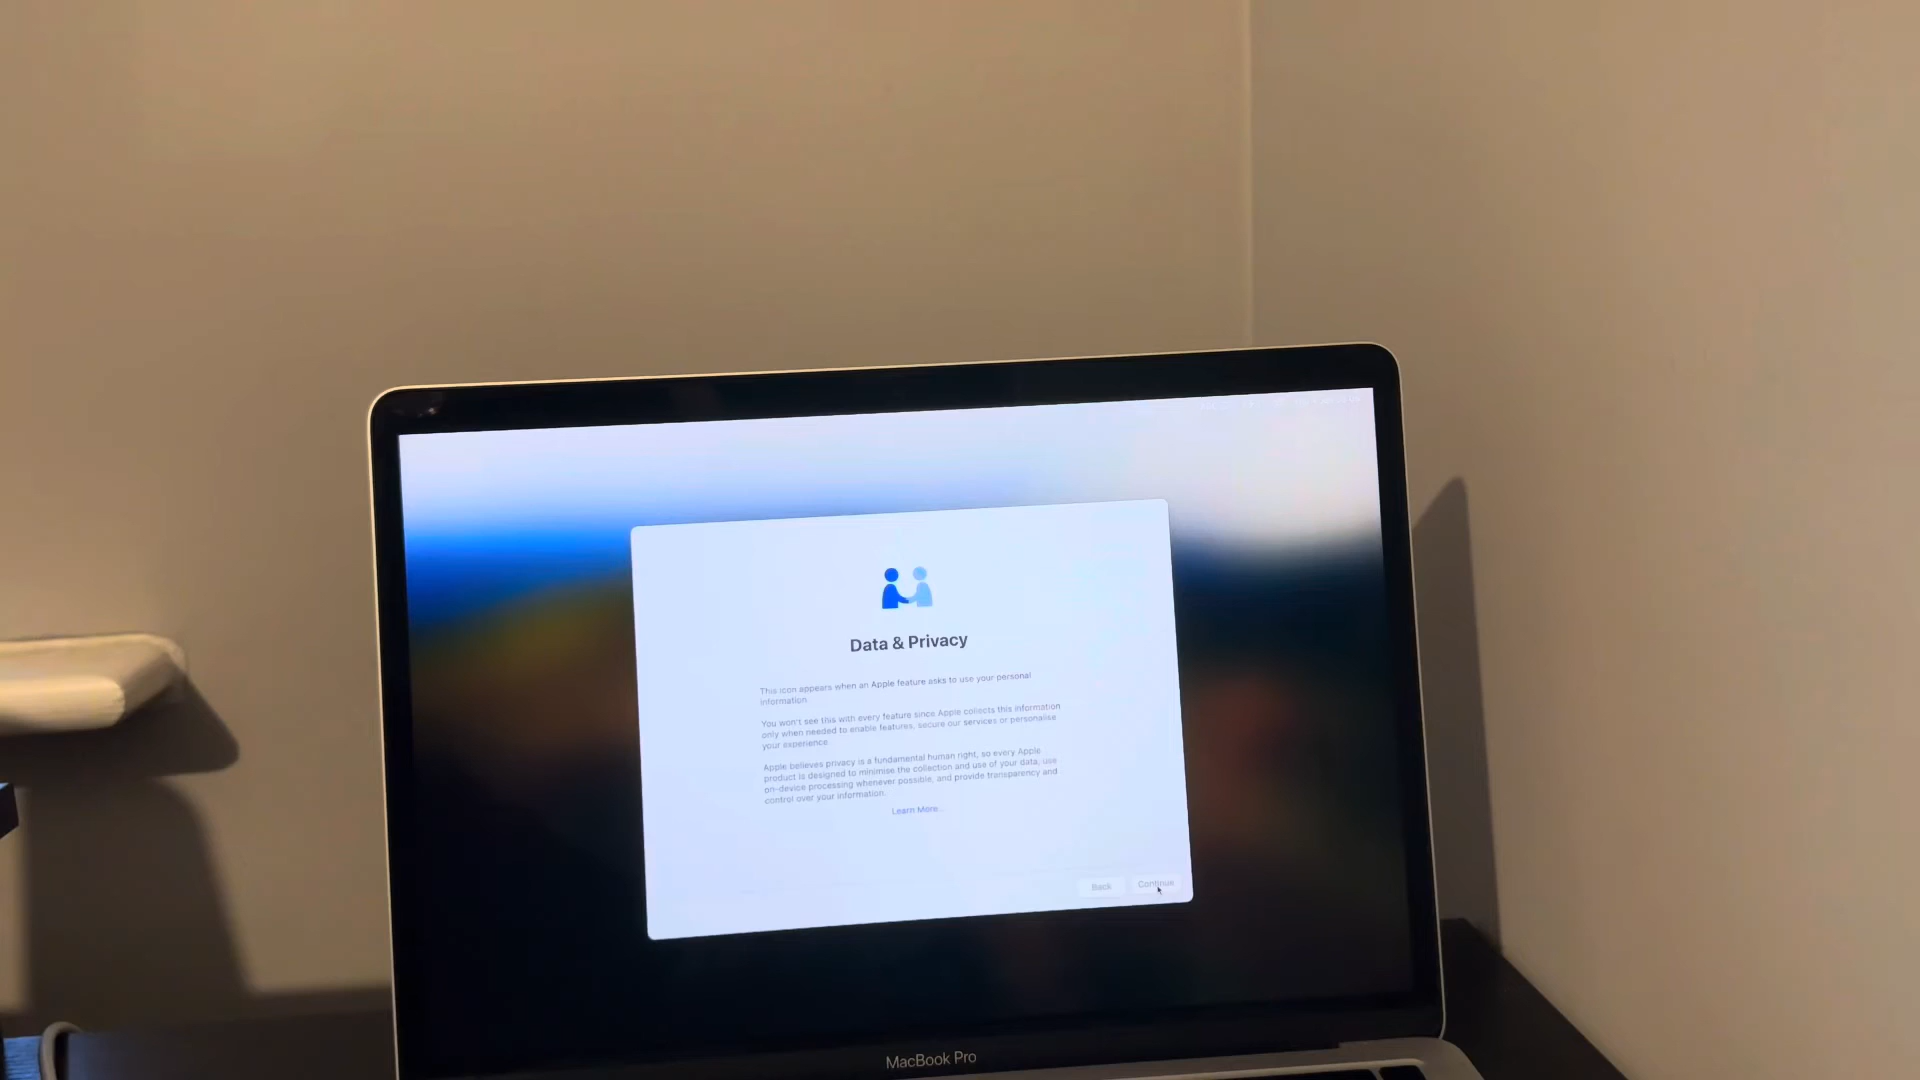 Data & Privacy
This icon appears when an Apple feature asks to use your personal
information.
You won't see this with every feature since Apple collects this information
only when needed to enable features, secure our services or personalise
your experience.
Apple believes privacy is a fundamental human right, so every Apple
product is designed to minimise the collection and use of your data, use
on-device processing whenever possible, and provide transparency and
control over your information.
Learn More...
Back Continue
MacBook Pro